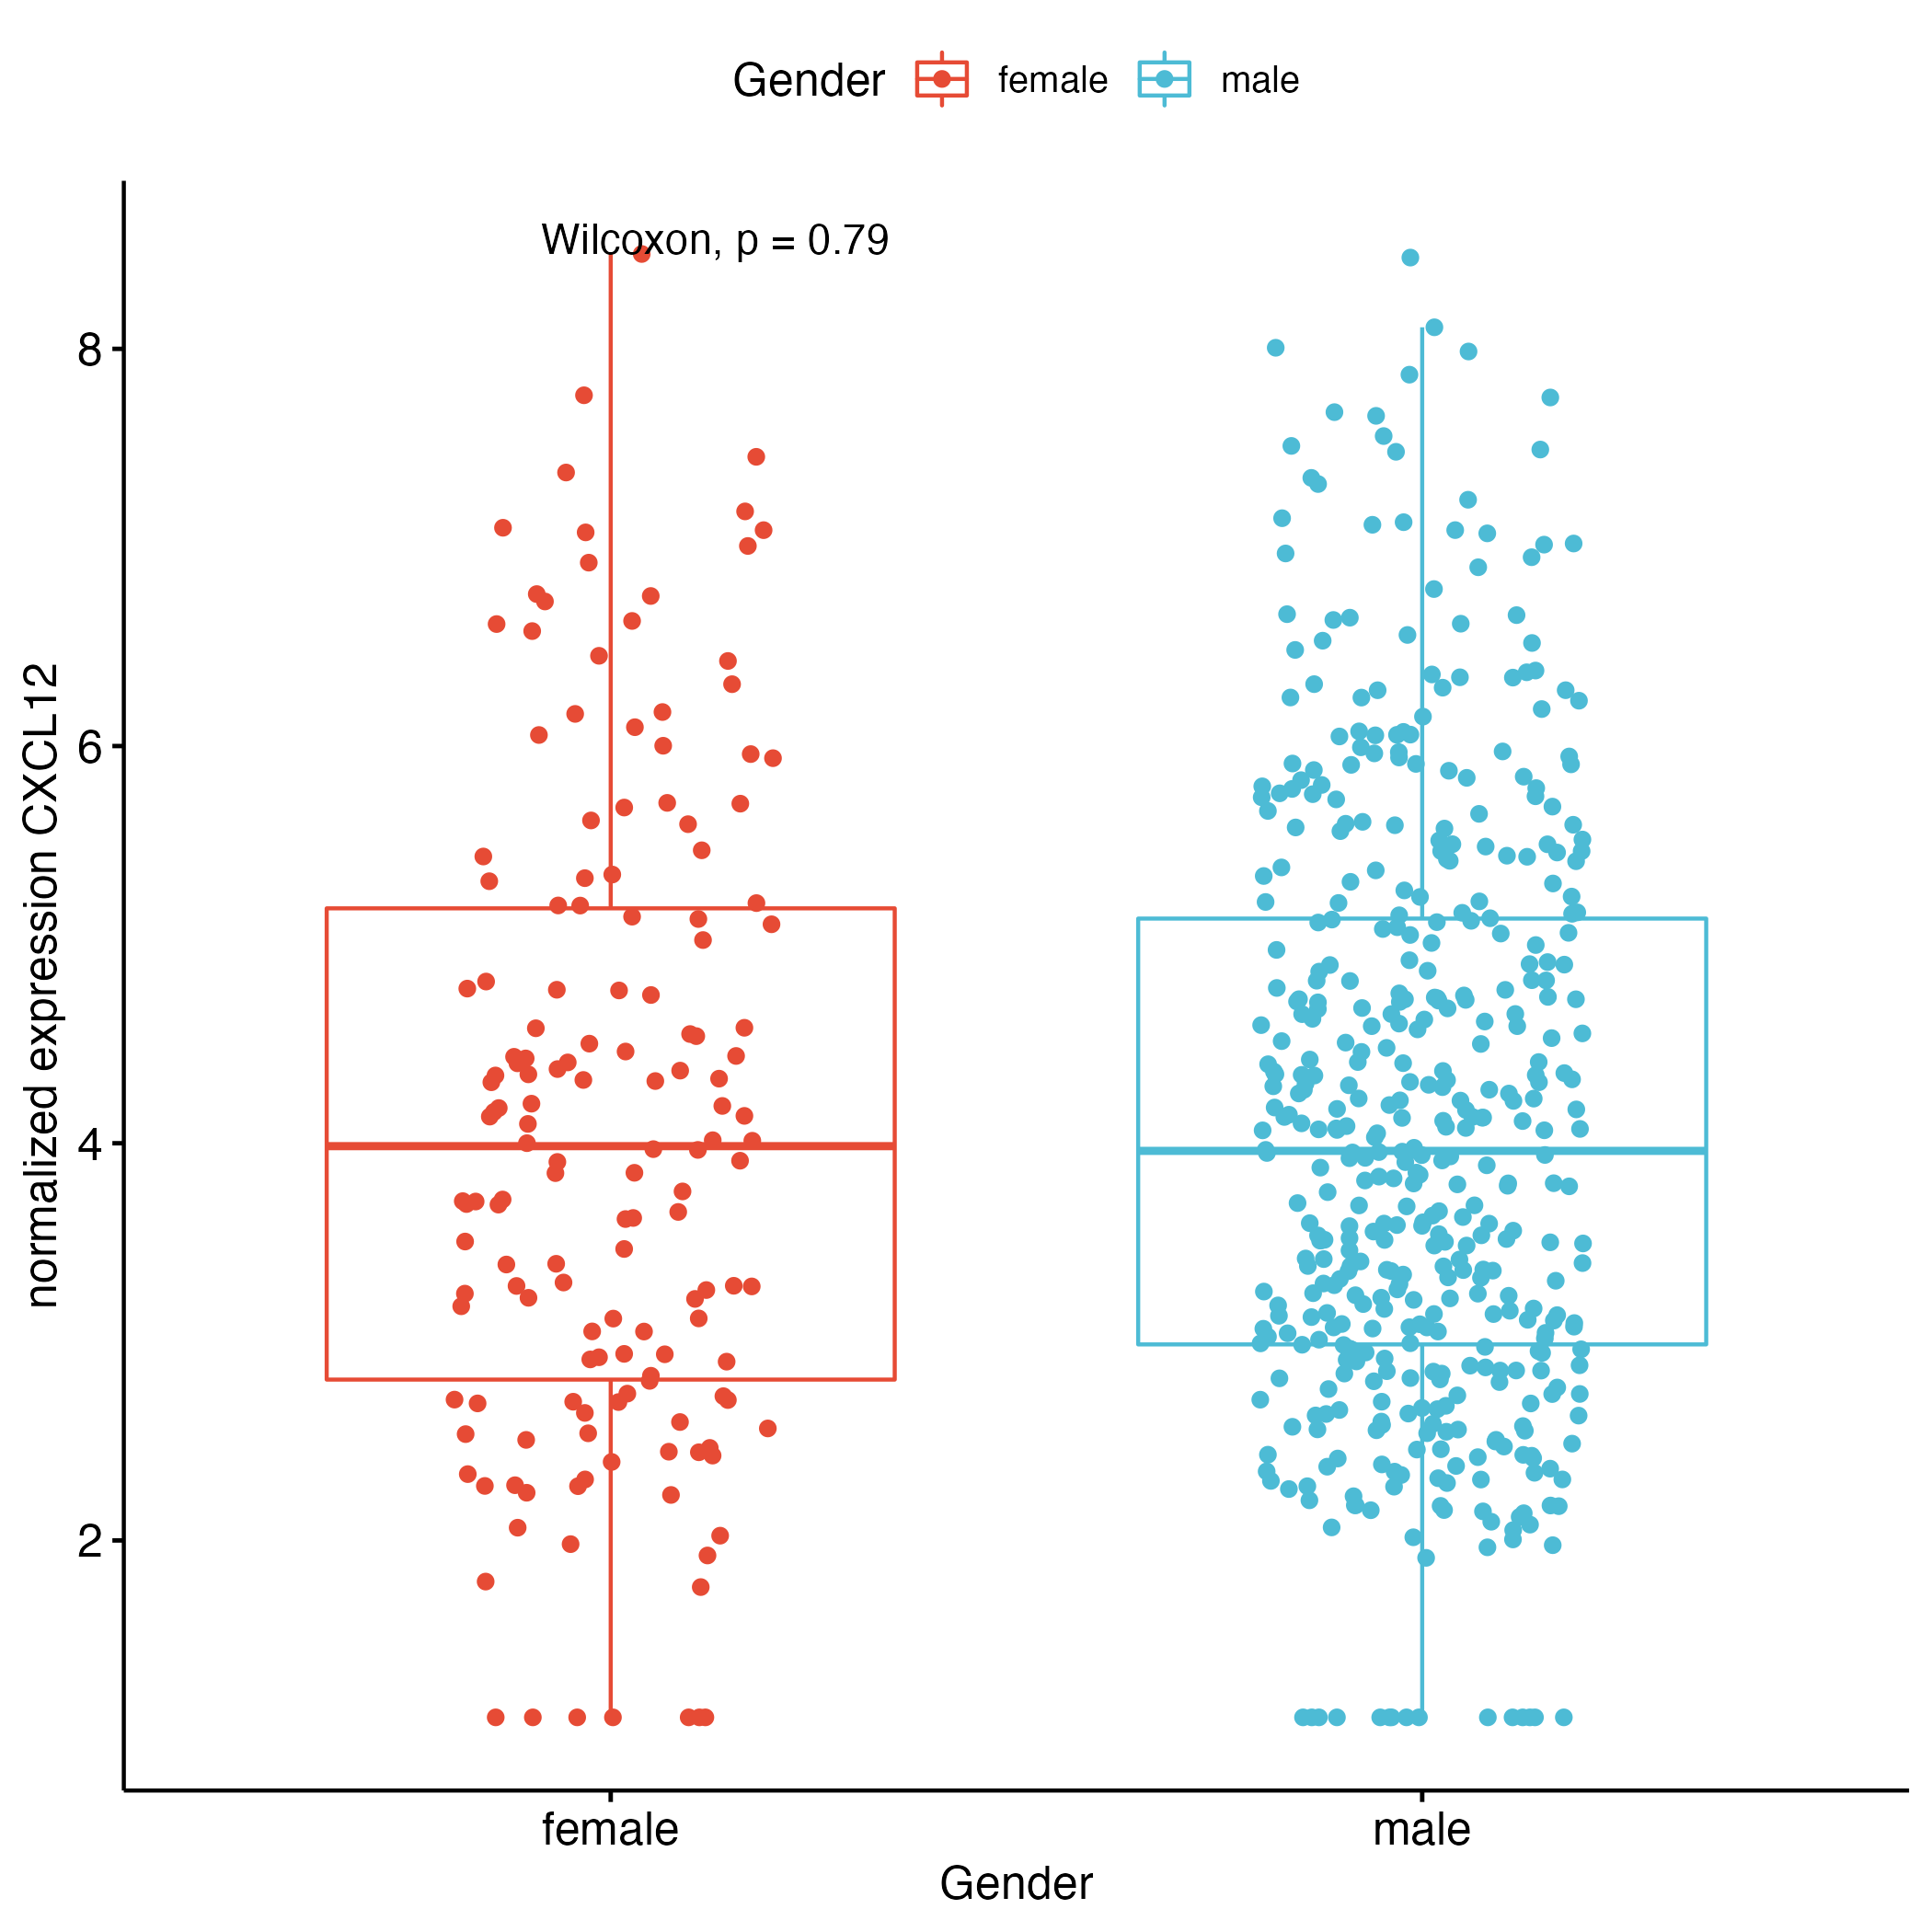 Gender female male
Wilcoxon, p = 0.79
normalized expression CXCL12
8
6
4
2
female male
Gender